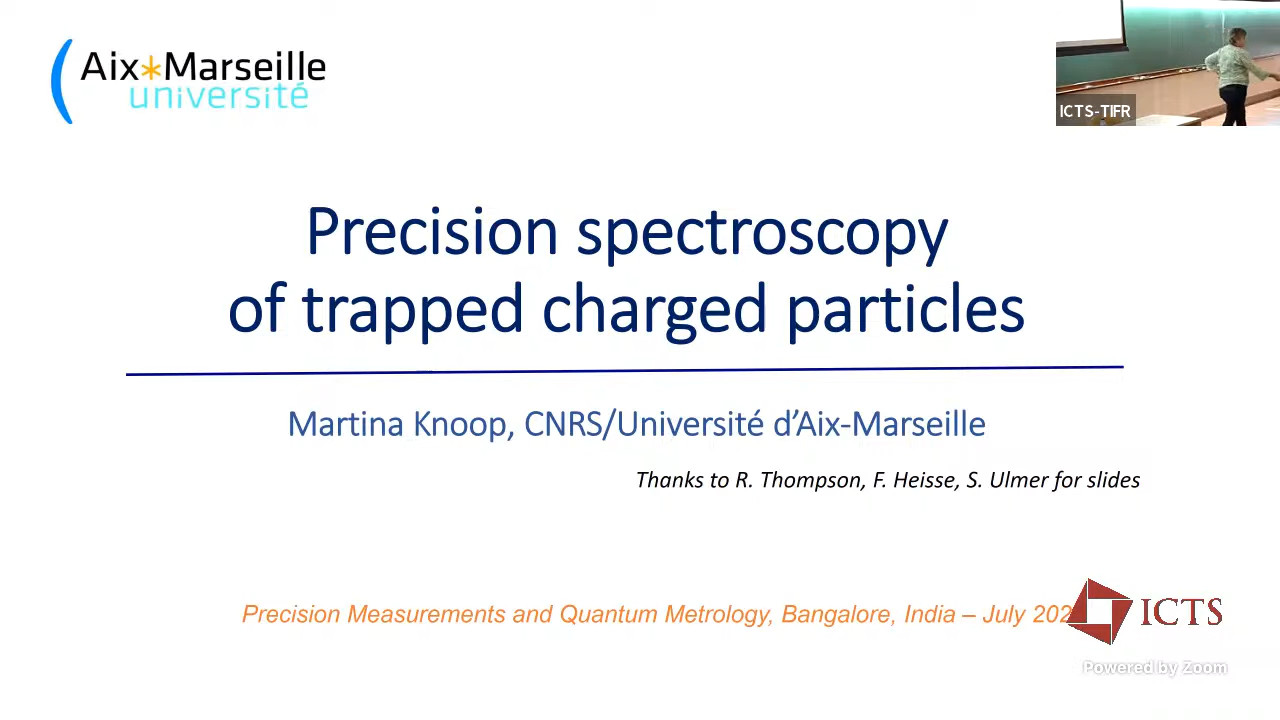 Aix*Marseille
université
ICTS-TIFR
Precision spectroscopy
of trapped charged particles
Martina Knoop, CNRS/Université d'Aix-Marseille
Thanks to R. Thompson, F. Heisse, S. Ulmer for slides
Precision Measurements and Quantum Metrology, Bangalore, India – July
ICTS
Powered by Zoom